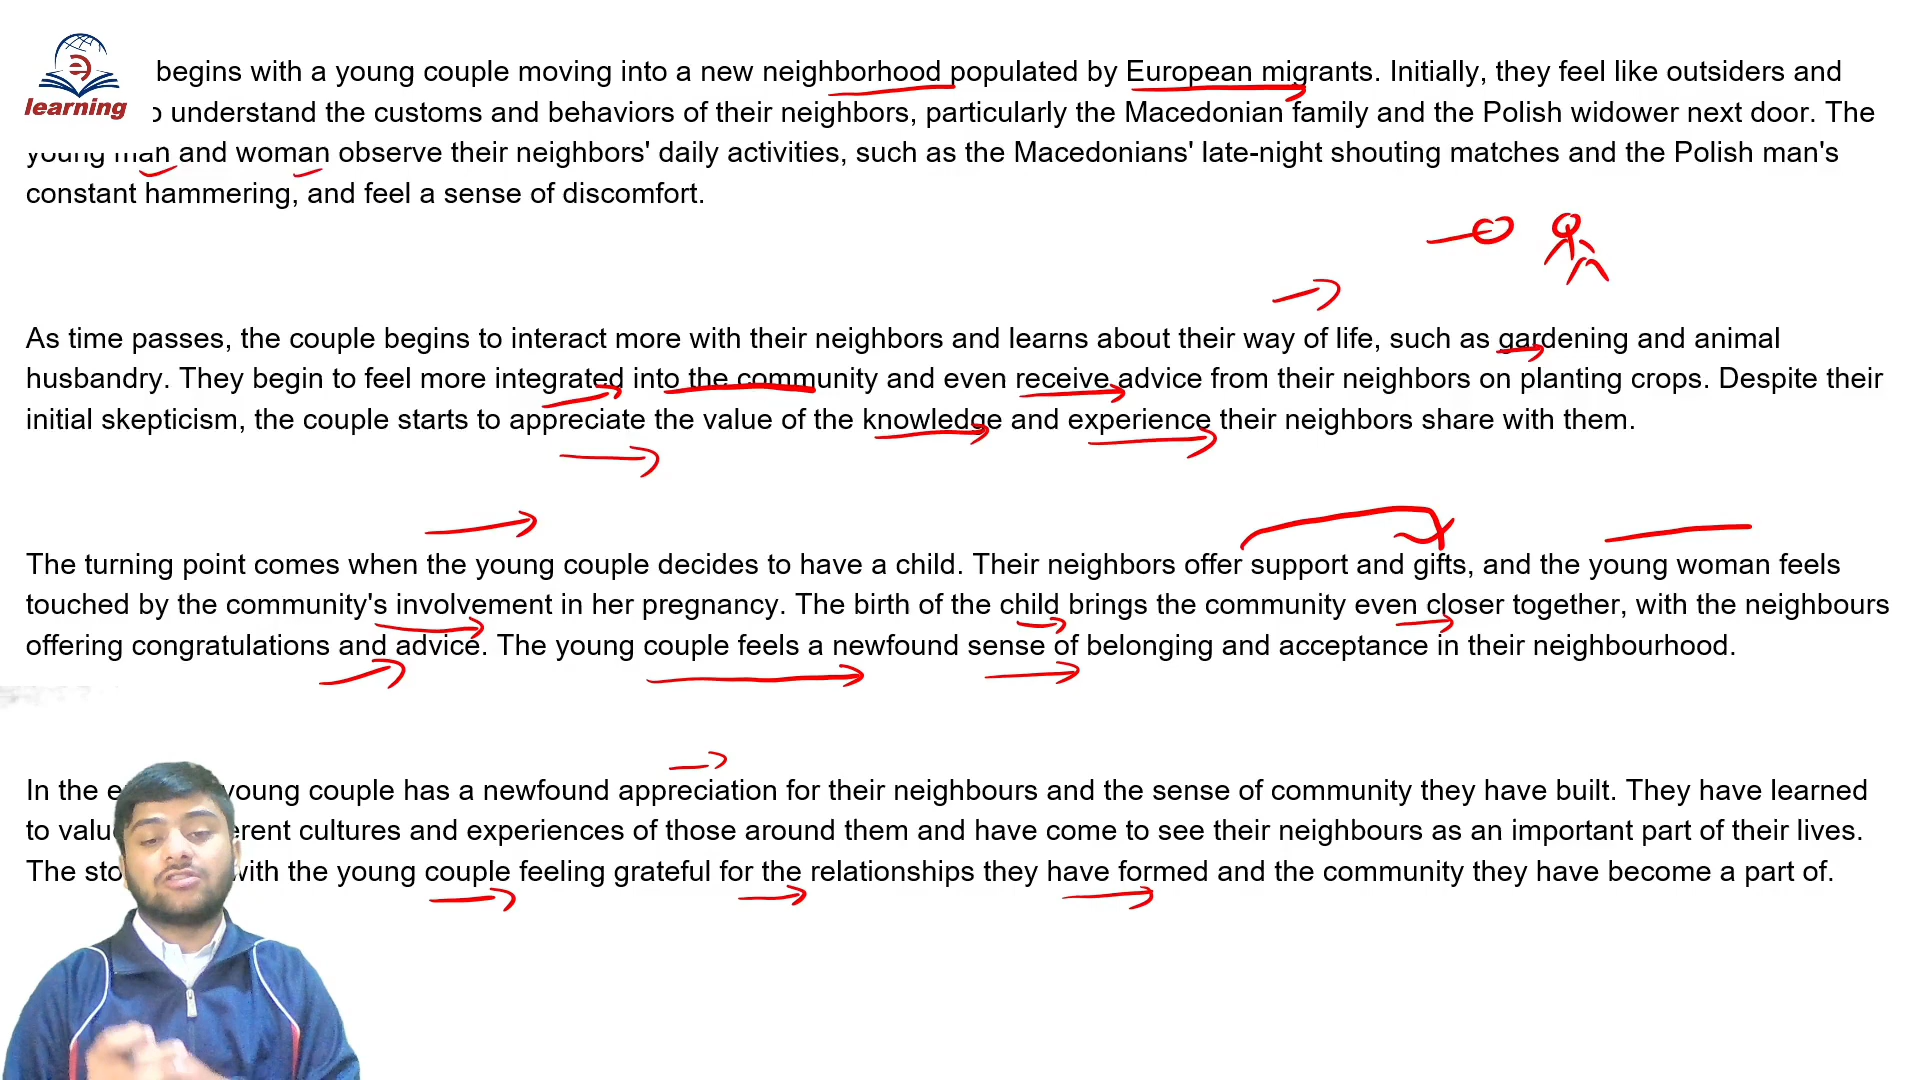 learning
begins with a young couple moving into a new neighborhood populated by European migrants. Initially, they feel like outsiders and
understand the customs and behaviors of their neighbors, particularly the Macedonian family and the Polish widower next door. The
young man and woman observe their neighbors' daily activities, such as the Macedonians' late-night shouting matches and the Polish man's
constant hammering, and feel a sense of discomfort.
As time passes, the couple begins to interact more with their neighbors and learns about their way of life, such as gardening and animal
husbandry. They begin to feel more integrated into the community and even receive advice from their neighbors on planting crops. Despite their
initial skepticism, the couple starts to appreciate the value of the knowledge and experience their neighbors share with them.
The turning point comes when the young couple decides to have a child. Their neighbors offer support and gifts, and the young woman feels
touched by the community's involvement in her pregnancy. The birth of the child brings the community even closer together, with the neighbours
offering congratulations and advice. The young couple feels a newfound sense of belonging and acceptance in their neighbourhood.
In the young couple has a newfound appreciation for their neighbours and the sense of community they have built. They have learned
to cultures and experiences of those around them and have come to see their neighbours as an important part of their lives.
The with the young couple feeling grateful for the relationships they have formed and the community they have become a part of.